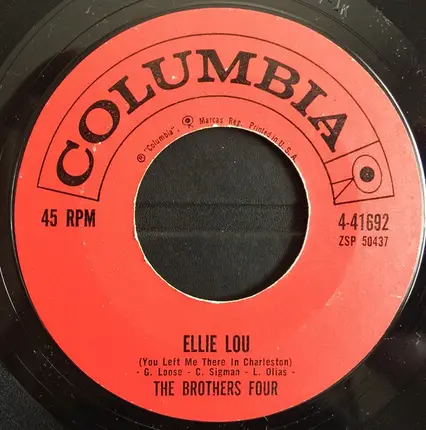 COLUMBIA
® "Columbia", ® Marcas Reg. Printed in U.S.A.
45 RPM
4-41692
ZSP 50437
ELLIE LOU
(You Left Me There In Charleston)
- G. Loose - C. Sigman - L. Olias -
THE BROTHERS FOUR